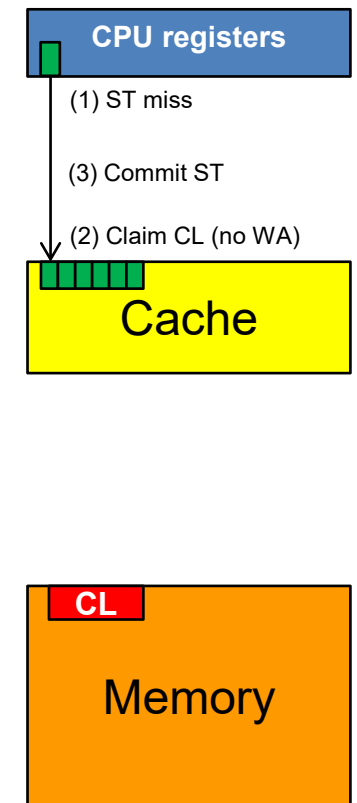 CPU registers
(1) ST miss
(3) Commit ST
(2) Claim CL (no WA)
Cache
CL
Memory